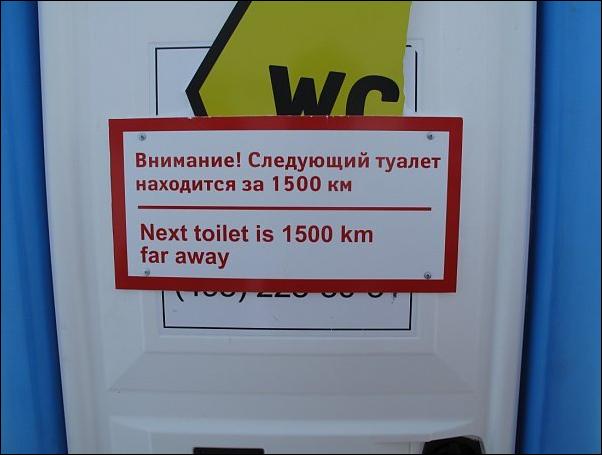 WC
Внимание! Следующий туалет
находится за 1500 км
Next toilet is 1500 km
far away